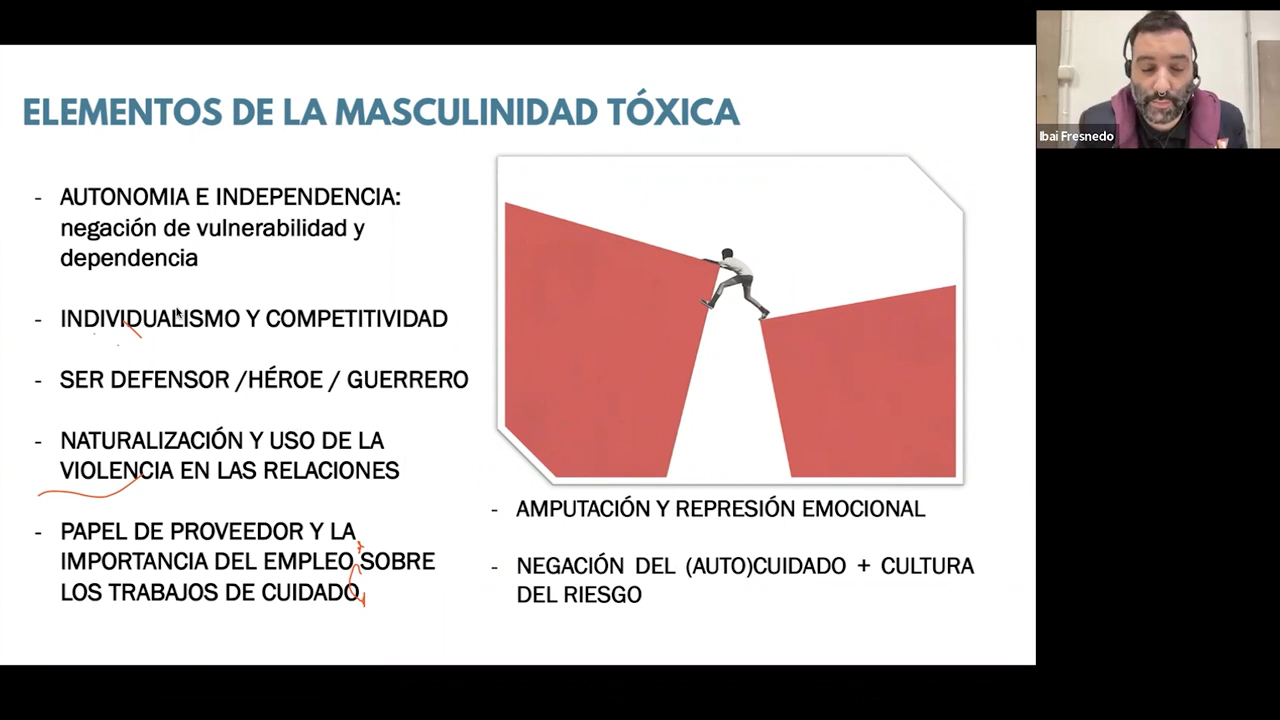 ELEMENTOS DE LA MASCULINIDAD TÓXICA
- AUTONOMIA E INDEPENDENCIA:
negación de vulnerabilidad y
dependencia
- INDIVIDUALISMO Y COMPETITIVIDAD
- SER DEFENSOR /HÉROE / GUERRERO
- NATURALIZACIÓN Y USO DE LA
VIOLENCIA EN LAS RELACIONES
- PAPEL DE PROVEEDOR Y LA
IMPORTANCIA DEL EMPLEO SOBRE
LOS TRABAJOS DE CUIDADO
- AMPUTACIÓN Y REPRESIÓN EMOCIONAL
- NEGACIÓN DEL (AUTO)CUIDADO + CULTURA
DEL RIESGO
Ibai Fresnedo